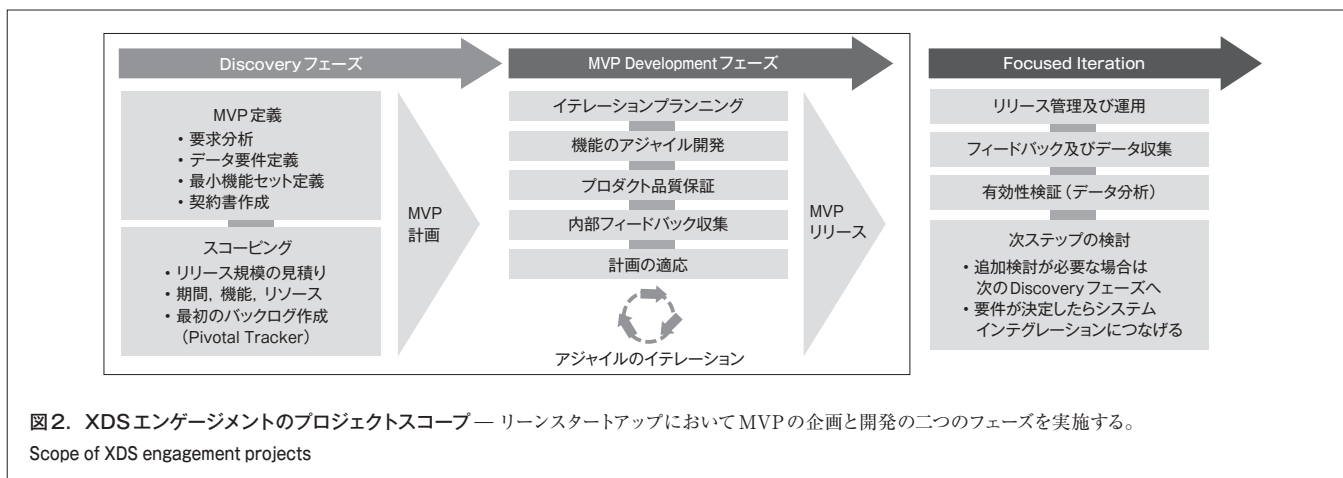 Discoveryフェーズ
MVP定義
・要求分析
・データ要件定義
・最小機能セット定義
・契約書作成
スコーピング
・リリース規模の見積り
・期間，機能，リソース
・最初のバックログ作成
（Pivotal Tracker）
MVP
計画
MVP Developmentフェーズ
イテレーションプランニング
機能のアジャイル開発
プロダクト品質保証
内部フィードバック収集
計画の適応
アジャイルのイテレーション
MVP
リリース
Focused Iteration
リリース管理及び運用
フィードバック及びデータ収集
有効性検証（データ分析）
次ステップの検討
・追加検討が必要な場合は
次のDiscoveryフェーズへ
・要件が決定したらシステム
インテグレーションにつなげる
図2．XDSエンゲージメントのプロジェクトスコープ — リーンスタートアップにおいてMVPの企画と開発の二つのフェーズを実施する。
Scope of XDS engagement projects